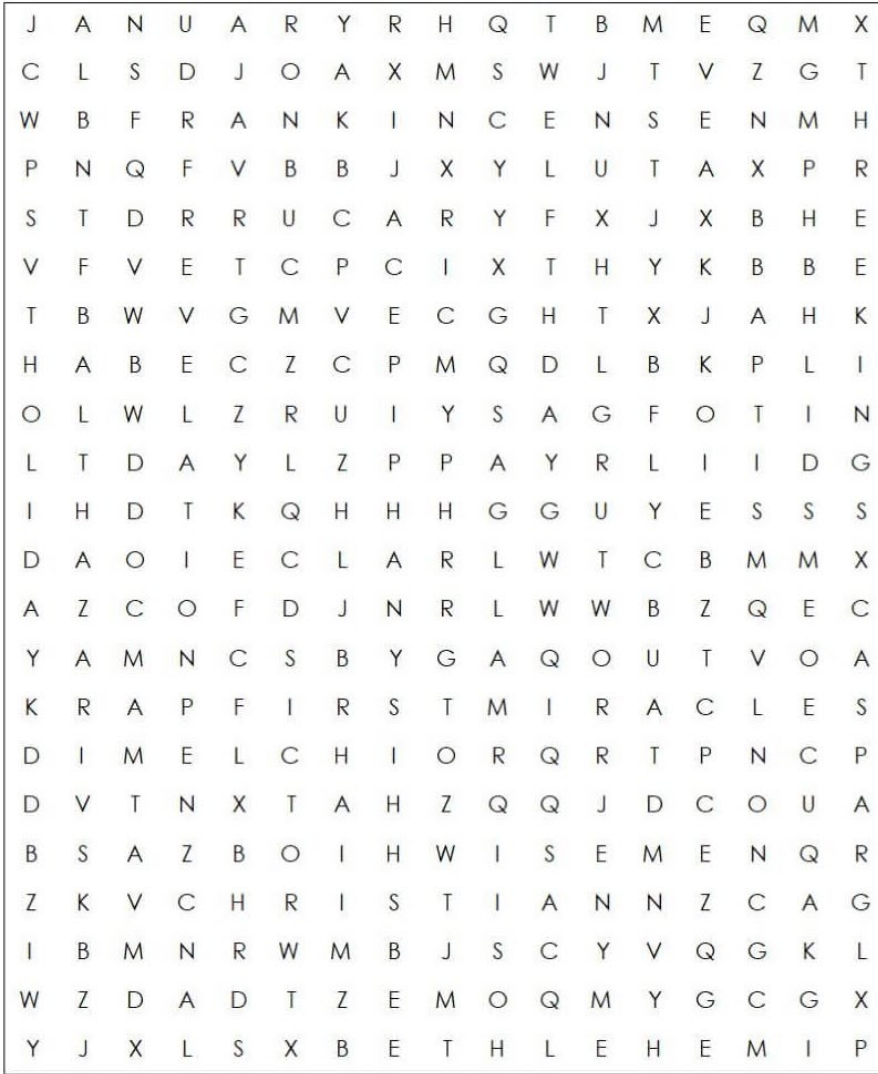 J A N U A R Y R H Q T B M E Q M X
C L S D J O A X M S W J T V Z G T
W B F R A N K I N C E N S E N M H
P N Q F V B B J X Y L U T A X P R
S T D R R U C A R Y F X J X B H E
V F V E T C P C I X T H Y K B B E
T B W V G M V E C G H T X J A H K
H A B E C Z C P M Q D L B K P L I
O L W L Z R U I Y S A G F O T I N
L T D A Y L Z P P A Y R L I I D G
I H D T K Q H H H G G U Y E S S S
D A O I E C L A R L W T C B M M X
A Z C O F D J N R L W W B Z Q E C
Y A M N C S B Y G A Q O U T V O A
K R A P F I R S T M I R A C L E S
D I M E L C H I O R Q R T P N C P
D V T N X T A H Z Q Q J D C O U A
B S A Z B O I H W I S E M E N Q R
Z K V C H R I S T I A N N Z C A G
I B M N R W M B J S C Y V Q G K L
W Z D A D T Z E M O Q M Y G C G X
Y J X L S X B E T H L E H E M I P